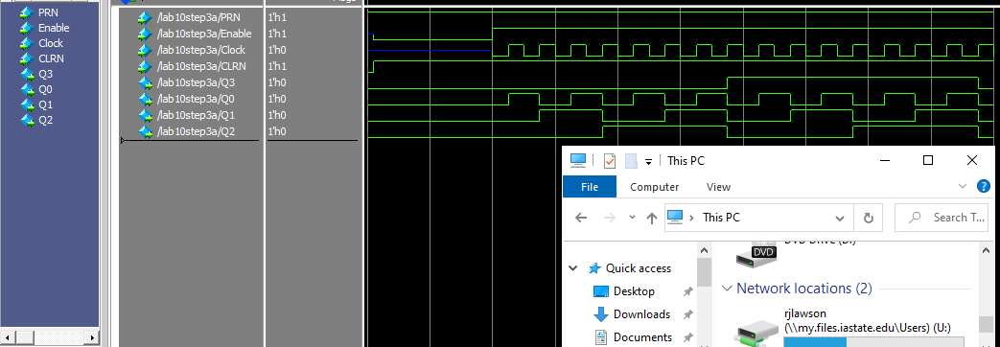 PRN
Enable
Clock
CLRN
Q3
Q0
Q1
Q2
/lab10step3a/PRN 1'h1
/lab10step3a/Enable 1'h1
/lab10step3a/Clock 1'h0
/lab10step3a/CLRN 1'h1
/lab10step3a/Q3 1'h0
/lab10step3a/Q0 1'h0
/lab10step3a/Q1 1'h0
/lab10step3a/Q2 1'h0
This PC
File Computer View
This PC Search T...
Quick access
Desktop
Downloads
Documents
DVD
DVD Drive (D:)
Network locations (2)
rjlawson
(\\my.files.iastate.edu\Users) (U:)